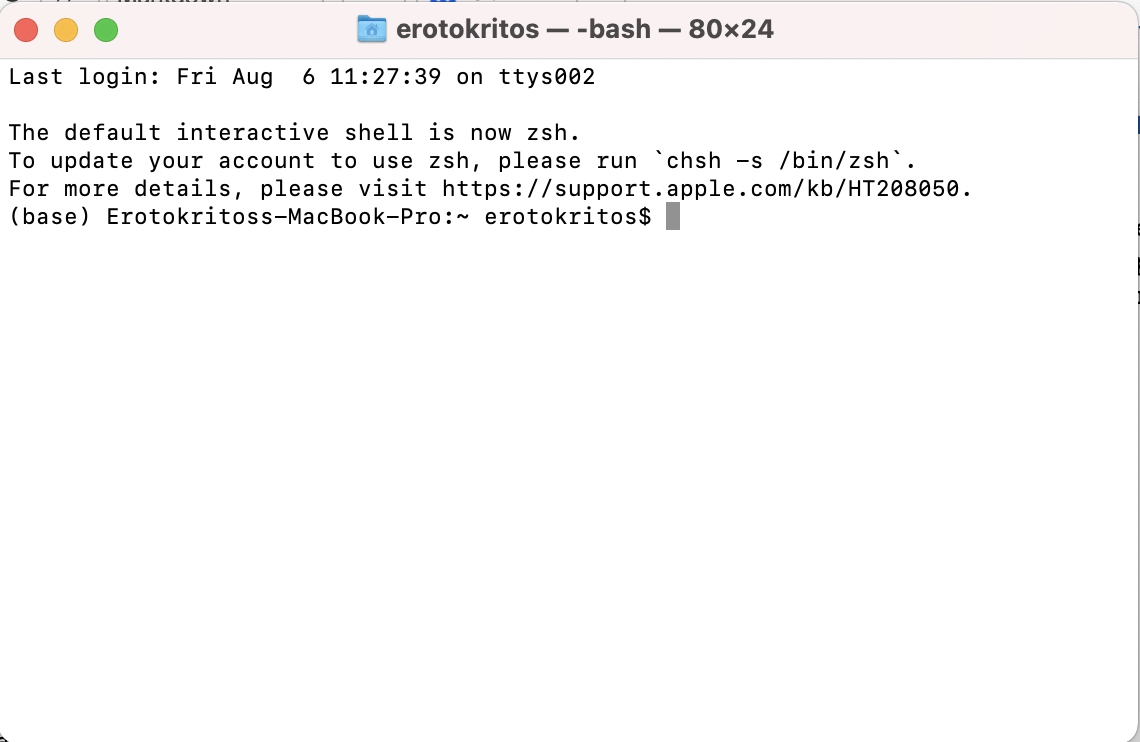 erotokritos — -bash — 80×24
Last login: Fri Aug  6 11:27:39 on ttys002
The default interactive shell is now zsh.
To update your account to use zsh, please run `chsh -s /bin/zsh`.
For more details, please visit https://support.apple.com/kb/HT208050.
(base) Erotokritoss-MacBook-Pro:~ erotokritos$